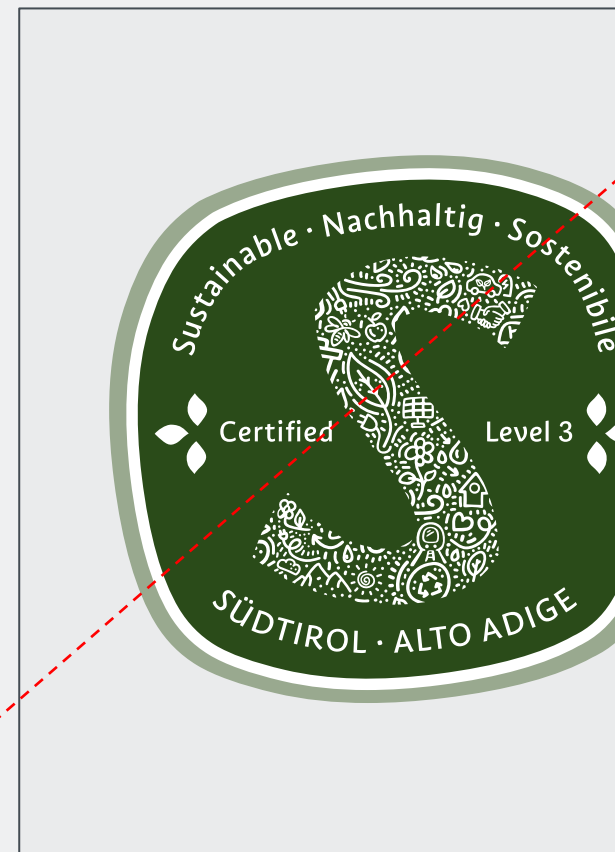 Sustainable · Nachhaltig · Sostenibile
Certified
Level 3
SÜDTIROL · ALTO ADIGE